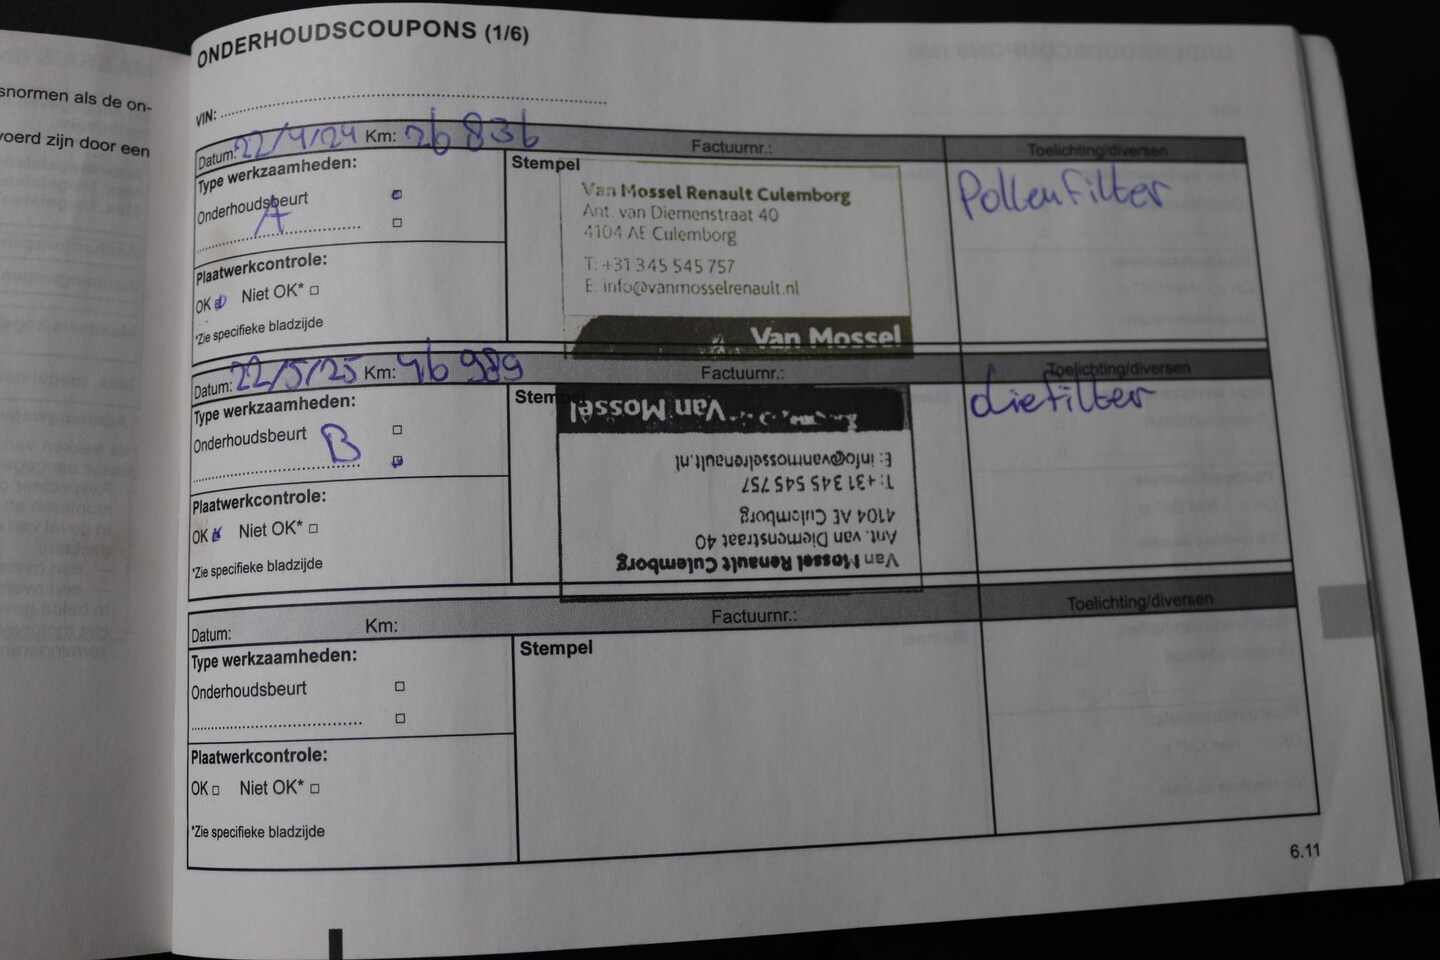 snormen als de on-
voerd zijn door een
ONDERHOUDSCOUPONS (1/6)
VIN: ......................................................................
Datum: 22/4/24 Km: 26 836 Factuurnr.: Toelichting/diversen
Type werkzaamheden:
Onderhoudsbeurt
A
Plaatwerkcontrole:
OK Niet OK*
*Zie specifieke bladzijde
Stempel
Van Mossel Renault Culemborg
Ant. van Diemenstraat 40
4104 AE Culemborg
T: +31 345 545 757
E: info@vanmosselrenault.nl
Van Mossel
Pollenfilter
Datum: 22/5/25 Km: 46 989 Factuurnr.: Toelichting/diversen
Type werkzaamheden:
Onderhoudsbeurt
B
Plaatwerkcontrole:
OK Niet OK*
*Zie specifieke bladzijde
Stempel
Van Mossel Renault Culemborg
Ant. van Diemenstraat 40
4104 AE Culemborg
T: +31 345 545 757
E: info@vanmosselrenault.nl
Van Mossel
oliefilter
Datum: Km: Factuurnr.: Toelichting/diversen
Type werkzaamheden:
Onderhoudsbeurt
Plaatwerkcontrole:
OK Niet OK*
*Zie specifieke bladzijde
Stempel
6.11